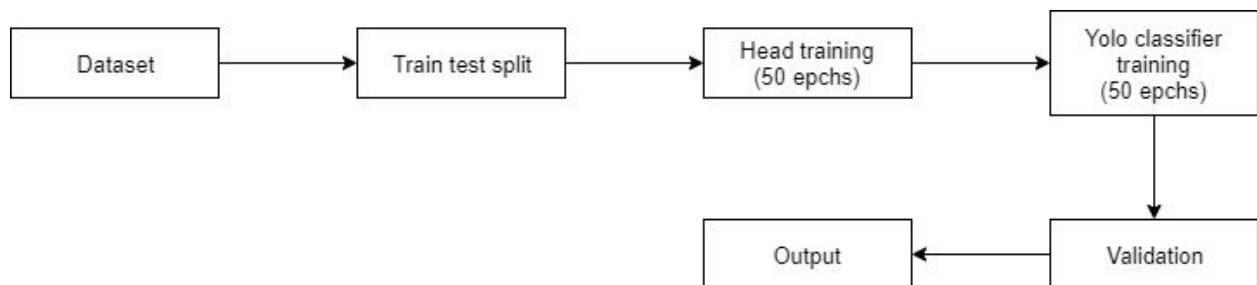 Dataset
Train test split
Head training
(50 epchs)
Yolo classifier
training
(50 epchs)
Output
Validation